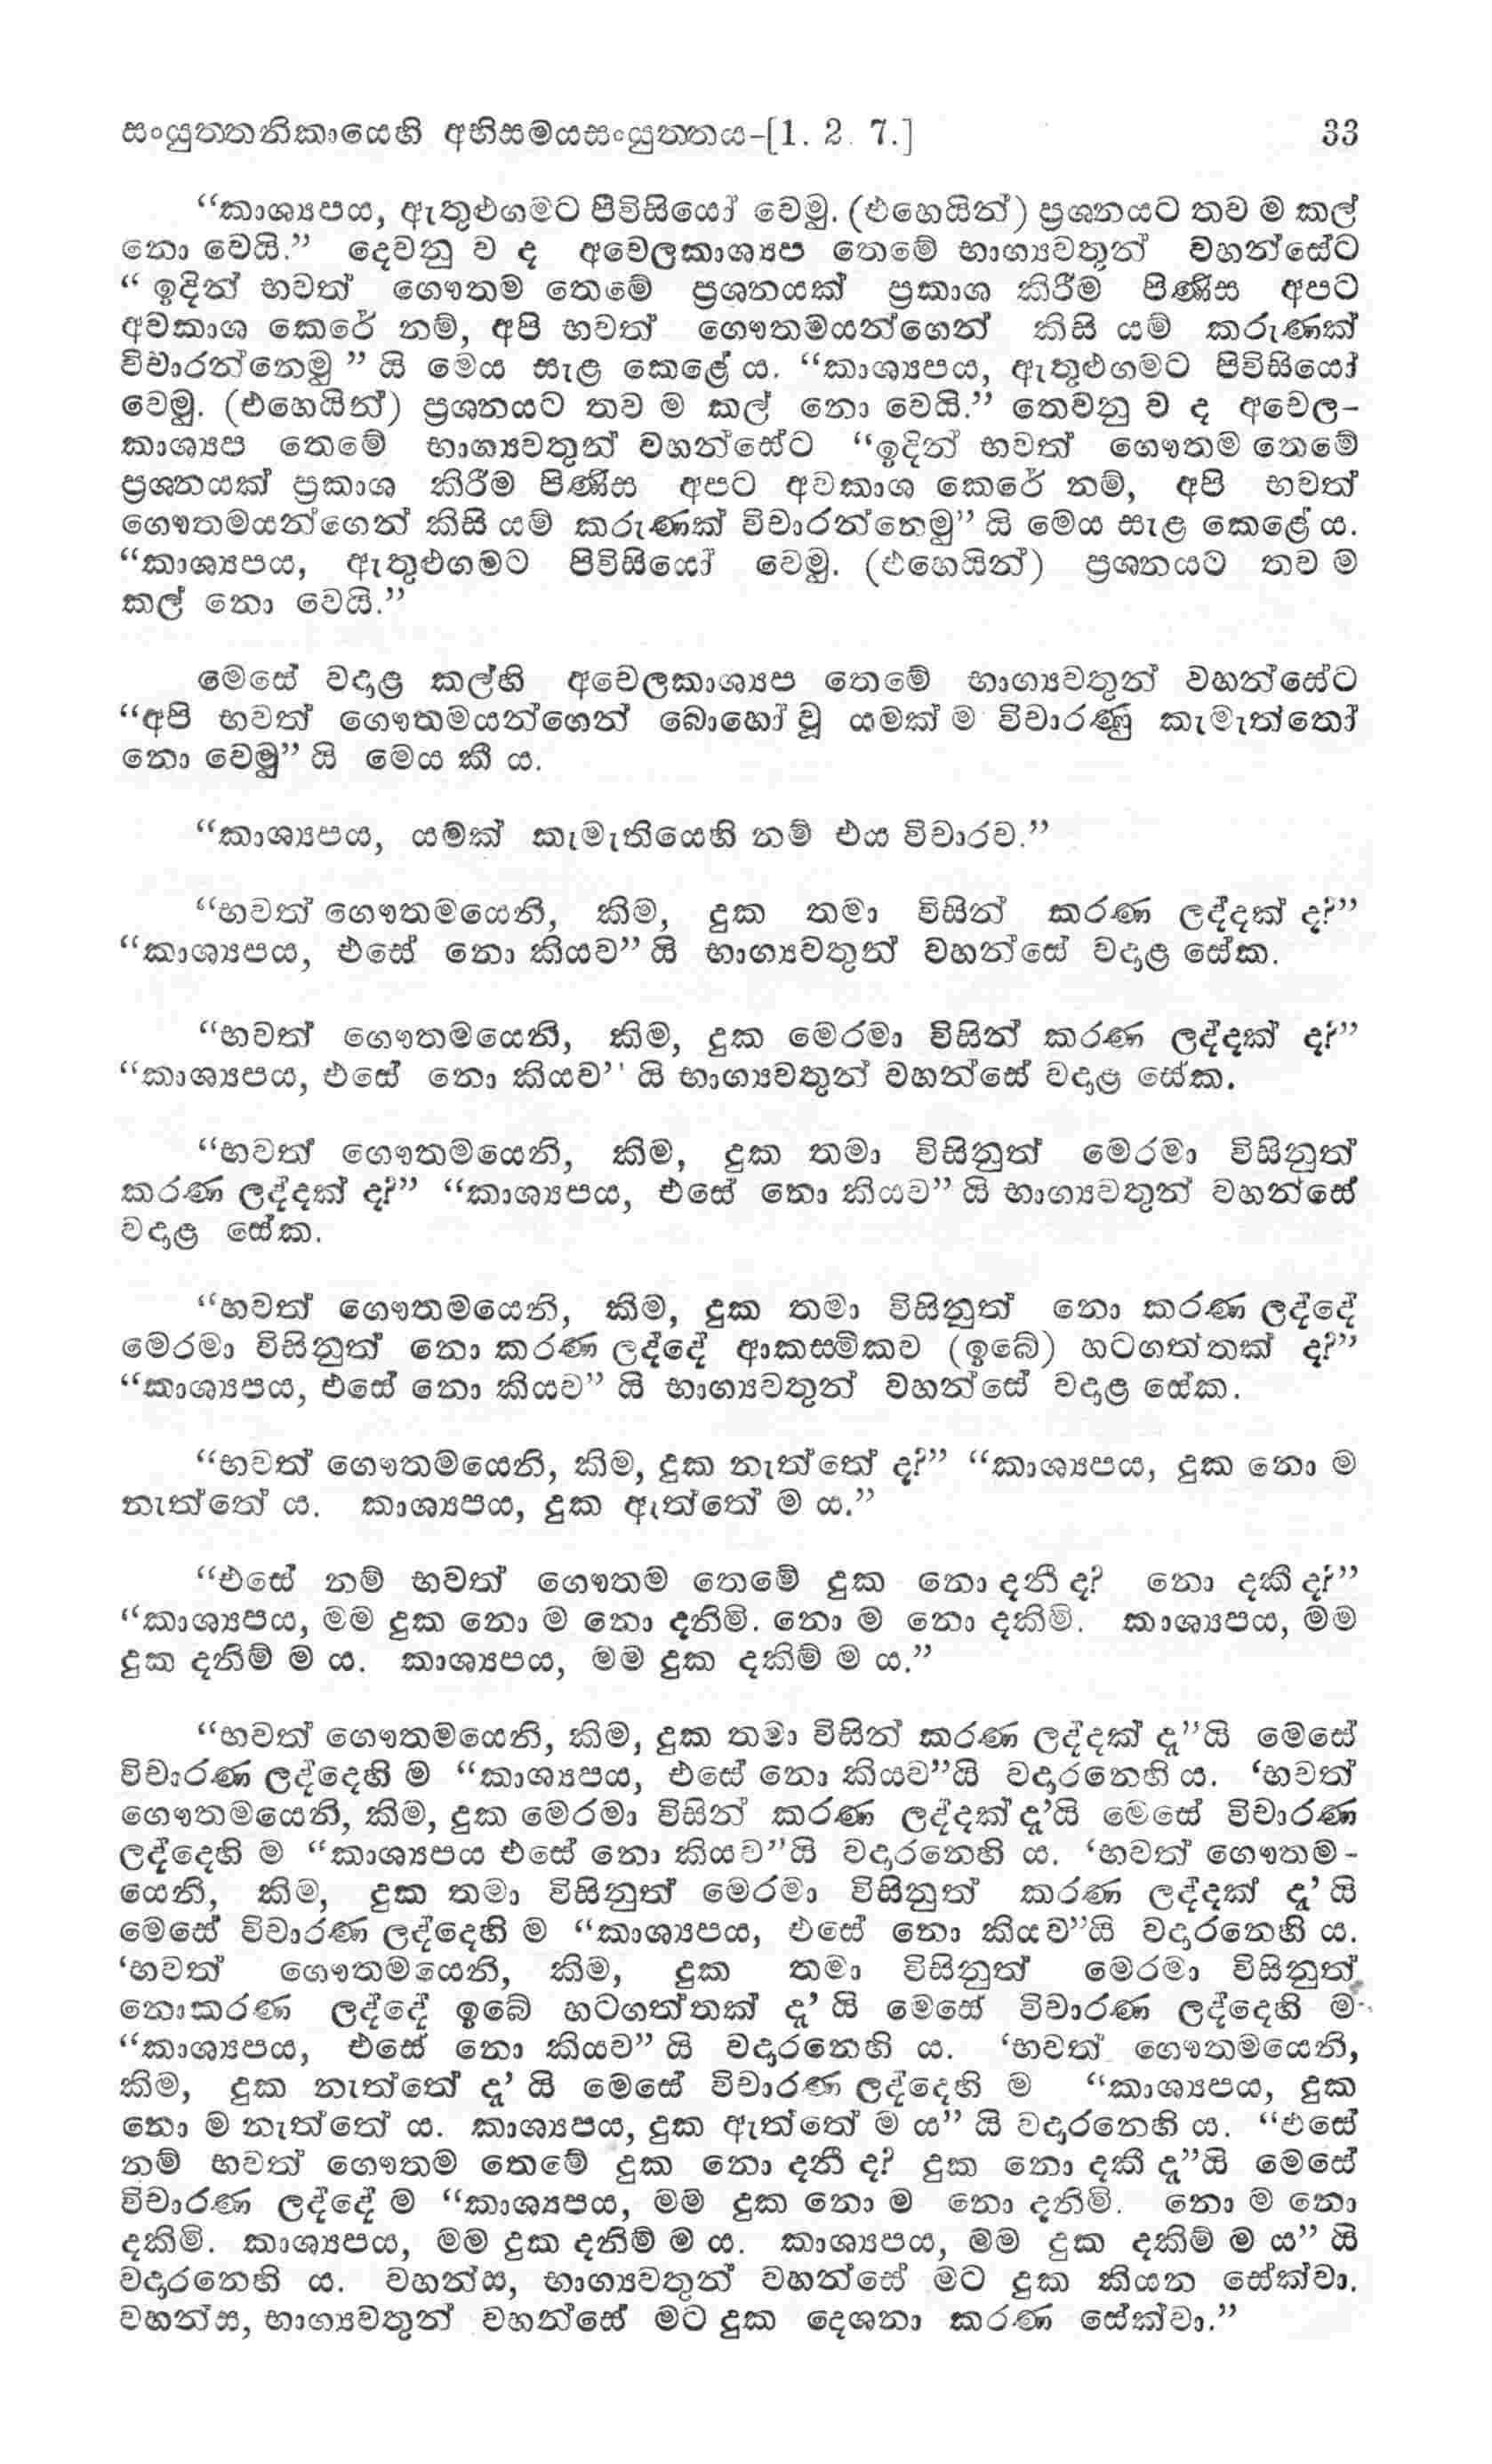 සංයුත්තනිකායෙහි අභිසමයසංයුත්තය-[1. 2. 7.] 33
“කාශ්‍යපය, ඇතුළුගමට පිවිසියෝ වෙමු. (එහෙයින්) ප්‍රශ්නයට තව ම කල්
නො වෙයි.” දෙවනු ව ද අචෙලකාශ්‍යප තෙමේ භාග්‍යවතුන් වහන්සේට
“ ඉදින් භවත් ගෞතම තෙමේ ප්‍රශ්නයක් ප්‍රකාශ කිරීම පිණිස අපට
අවකාශ කෙරේ නම්, අපි භවත් ගෞතමයන්ගෙන් කිසි යම් කරුණක්
විචාරන්නෙමු ” යි මෙය සැළ කෙළේ ය. “කාශ්‍යපය, ඇතුළුගමට පිවිසියෝ
වෙමු. (එහෙයින්) ප්‍රශ්නයට තව ම කල් නො වෙයි.” තෙවනු ව ද අචෙල-
කාශ්‍යප තෙමේ භාග්‍යවතුන් වහන්සේට “ඉදින් භවත් ගෞතම තෙමේ
ප්‍රශ්නයක් ප්‍රකාශ කිරීම පිණිස අපට අවකාශ කෙරේ නම්, අපි භවත්
ගෞතමයන්ගෙන් කිසි යම් කරුණක් විචාරන්නෙමු” යි මෙය සැළ කෙළේ ය.
“කාශ්‍යපය, ඇතුළුගමට පිවිසියෝ වෙමු. (එහෙයින්) ප්‍රශ්නයට තව ම
කල් නො වෙයි.”
මෙසේ වදාළ කල්හි අචෙලකාශ්‍යප තෙමේ භාග්‍යවතුන් වහන්සේට
“අපි භවත් ගෞතමයන්ගෙන් බොහෝ වූ යමක් ම විචාරණු කැමැත්තෝ
නො වෙමු” යි මෙය කී ය.
“කාශ්‍යපය, යමක් කැමැතියෙහි නම් එය විචාරව.”
“භවත් ගෞතමයෙනි, කිම, දුක තමා විසින් කරණ ලද්දක් ද?”
“කාශ්‍යපය, එසේ නො කියව” යි භාග්‍යවතුන් වහන්සේ වදාළ සේක.
“භවත් ගෞතමයෙනි, කිම, දුක මෙරමා විසින් කරණ ලද්දක් ද?”
“කාශ්‍යපය, එසේ නො කියව’' යි භාග්‍යවතුන් වහන්සේ වදාළ සේක.
“භවත් ගෞතමයෙනි, කිම, දුක තමා විසිනුත් මෙරමා විසිනුත්
කරණ ලද්දක් ද?” “කාශ්‍යපය, එසේ නො කියව” යි භාග්‍යවතුන් වහන්සේ
වදාළ සේක.
“භවත් ගෞතමයෙනි, කිම, දුක තමා විසිනුත් නො කරණ ලද්දේ
මෙරමා විසිනුත් නො කරණ ලද්දේ ආකස්මිකව (ඉබේ) හටගත්තක් ද?”
“කාශ්‍යපය, එසේ නො කියව” යි භාග්‍යවතුන් වහන්සේ වදාළ සේක.
“භවත් ගෞතමයෙනි, කිම, දුක නැත්තේ ද?” “කාශ්‍යපය, දුක නො ම
නැත්තේ ය. කාශ්‍යපය, දුක ඇත්තේ ම ය.”
“එසේ නම් භවත් ගෞතම තෙමේ දුක නො දනී ද? නො දකී ද?”
“කාශ්‍යපය, මම දුක නො ම නො දනිමි. නො ම නො දකිමි. කාශ්‍යපය, මම
දුක දනිම් ම ය. කාශ්‍යපය, මම දුක දකිම් ම ය.”
“භවත් ගෞතමයෙනි, කිම, දුක තමා විසින් කරණ ලද්දක් දැ”යි මෙසේ
විචාරණ ලද්දෙහි ම “කාශ්‍යපය, එසේ නො කියව”යි වදාරනෙහි ය. ‘භවත්
ගෞතමයෙනි, කිම, දුක මෙරමා විසින් කරණ ලද්දක් දැ’යි මෙසේ විචාරණ
ලද්දෙහි ම “කාශ්‍යපය එසේ නො කියව”යි වදාරනෙහි ය. ‘භවත් ගෞතම-
යෙනි, කිම, දුක තමා විසිනුත් මෙරමා විසිනුත් කරණ ලද්දක් දැ’ යි
මෙසේ විචාරණ ලද්දෙහි ම “කාශ්‍යපය, එසේ නො කියව”යි වදාරනෙහි ය.
‘භවත් ගෞතමයෙනි, කිම, දුක තමා විසිනුත් මෙරමා විසිනුත්
නොකරණ ලද්දේ ඉබේ හටගත්තක් දැ’ යි මෙසේ විචාරණ ලද්දෙහි ම
“කාශ්‍යපය, එසේ නො කියව” යි වදාරනෙහි ය. ‘භවත් ගෞතමයෙනි,
කිම, දුක නැත්තේ දැ’ යි මෙසේ විචාරණ ලද්දෙහි ම “කාශ්‍යපය, දුක
නො ම නැත්තේ ය. කාශ්‍යපය, දුක ඇත්තේ ම ය” යි වදාරනෙහි ය. “එසේ
නම් භවත් ගෞතම තෙමේ දුක නො දනී ද? දුක නො දකී දැ”යි මෙසේ
විචාරණ ලද්දේ ම “කාශ්‍යපය, මම දුක නො ම නො දනිමි. නො ම නො
දකිමි. කාශ්‍යපය, මම දුක දනිම් ම ය. කාශ්‍යපය, මම දුක දකිම් ම ය” යි
වදාරනෙහි ය. වහන්ස, භාග්‍යවතුන් වහන්සේ මට දුක කියන සේක්වා.
වහන්ස, භාග්‍යවතුන් වහන්සේ මට දුක දෙශනා කරණ සේක්වා.”